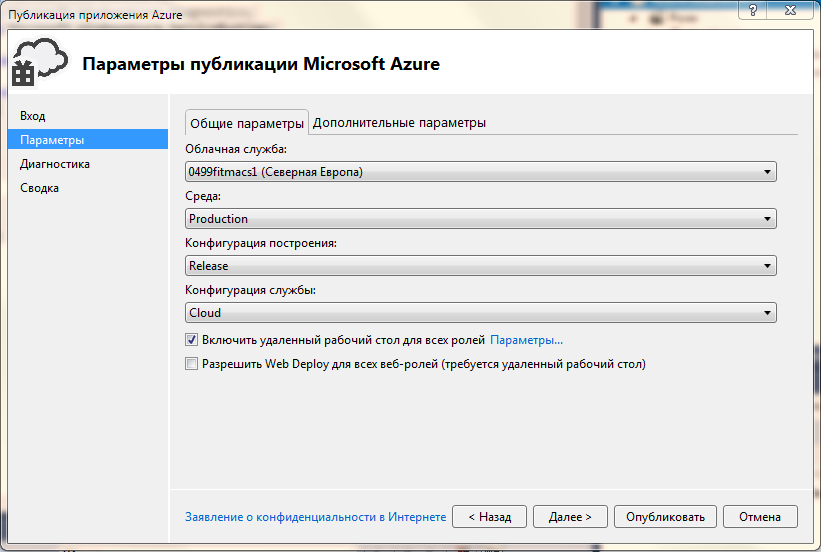 Публикация приложения Azure
?
Параметры публикации Microsoft Azure
Вход
Параметры
Диагностика
Сводка
Общие параметры Дополнительные параметры
Облачная служба:
0499fitmacs1 (Северная Европа)
Среда:
Production
Конфигурация построения:
Release
Конфигурация службы:
Cloud
Включить удаленный рабочий стол для всех ролей Параметры...
Разрешить Web Deploy для всех веб-ролей (требуется удаленный рабочий стол)
Заявление о конфиденциальности в Интернете < Назад Далее > Опубликовать Отмена